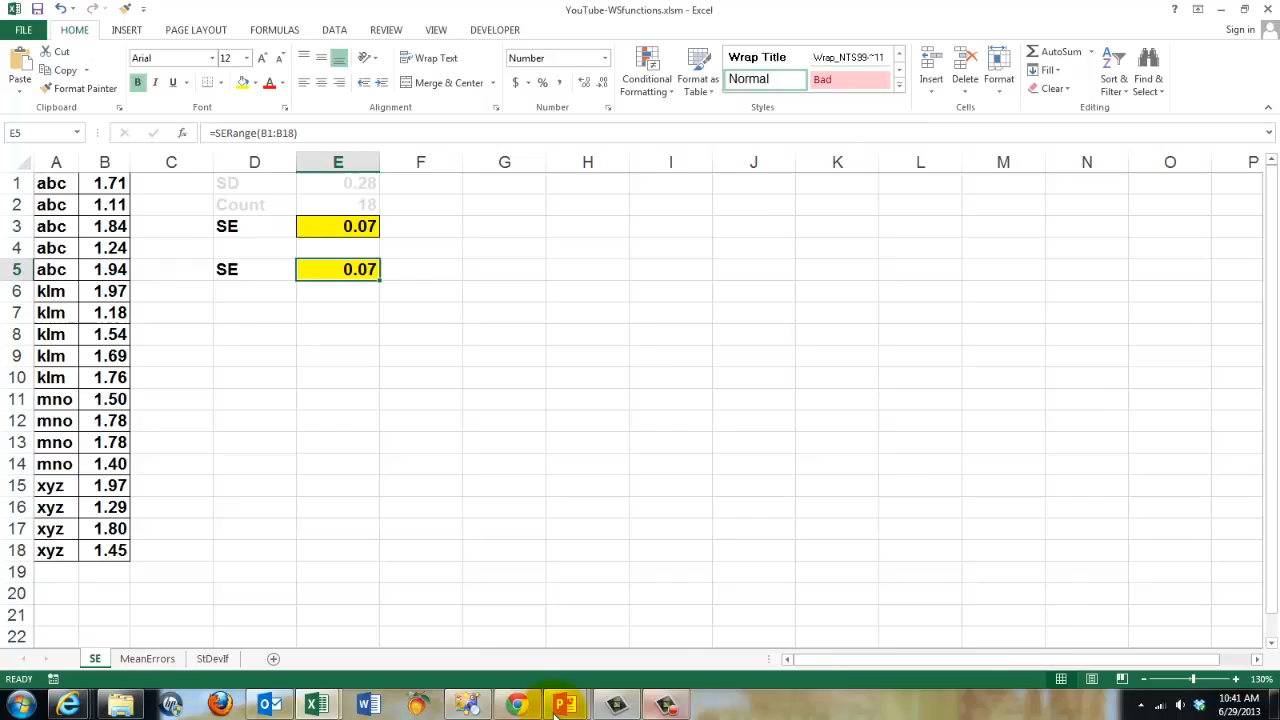 YouTube-WSfunctions.xlsm - Excel
FILE HOME INSERT PAGE LAYOUT FORMULAS DATA REVIEW VIEW DEVELOPER Sign in
Paste
Cut
Copy
Format Painter
Clipboard
Arial 12
B I U
Font
Wrap Text
Merge & Center
Alignment
Number
$ % ,
Number
Conditional Formatting
Format as Table
Wrap Title Wrap_NTS99-~11
Normal Bad
Styles
Insert Delete Format
Cells
AutoSum
Fill
Clear
Sort & Filter
Find & Select
Editing
E5 fx =SERange(B1:B18)
A B C D E F G H I J K L M N O P
1 abc 1.71 SD 0.28
2 abc 1.11 Count 18
3 abc 1.84 SE 0.07
4 abc 1.24
5 abc 1.94 SE 0.07
6 klm 1.97
7 klm 1.18
8 klm 1.54
9 klm 1.69
10 klm 1.76
11 mno 1.50
12 mno 1.78
13 mno 1.78
14 mno 1.40
15 xyz 1.97
16 xyz 1.29
17 xyz 1.80
18 xyz 1.45
19
20
21
22
SE MeanErrors StDevIf
READY 130%
10:41 AM
6/29/2013